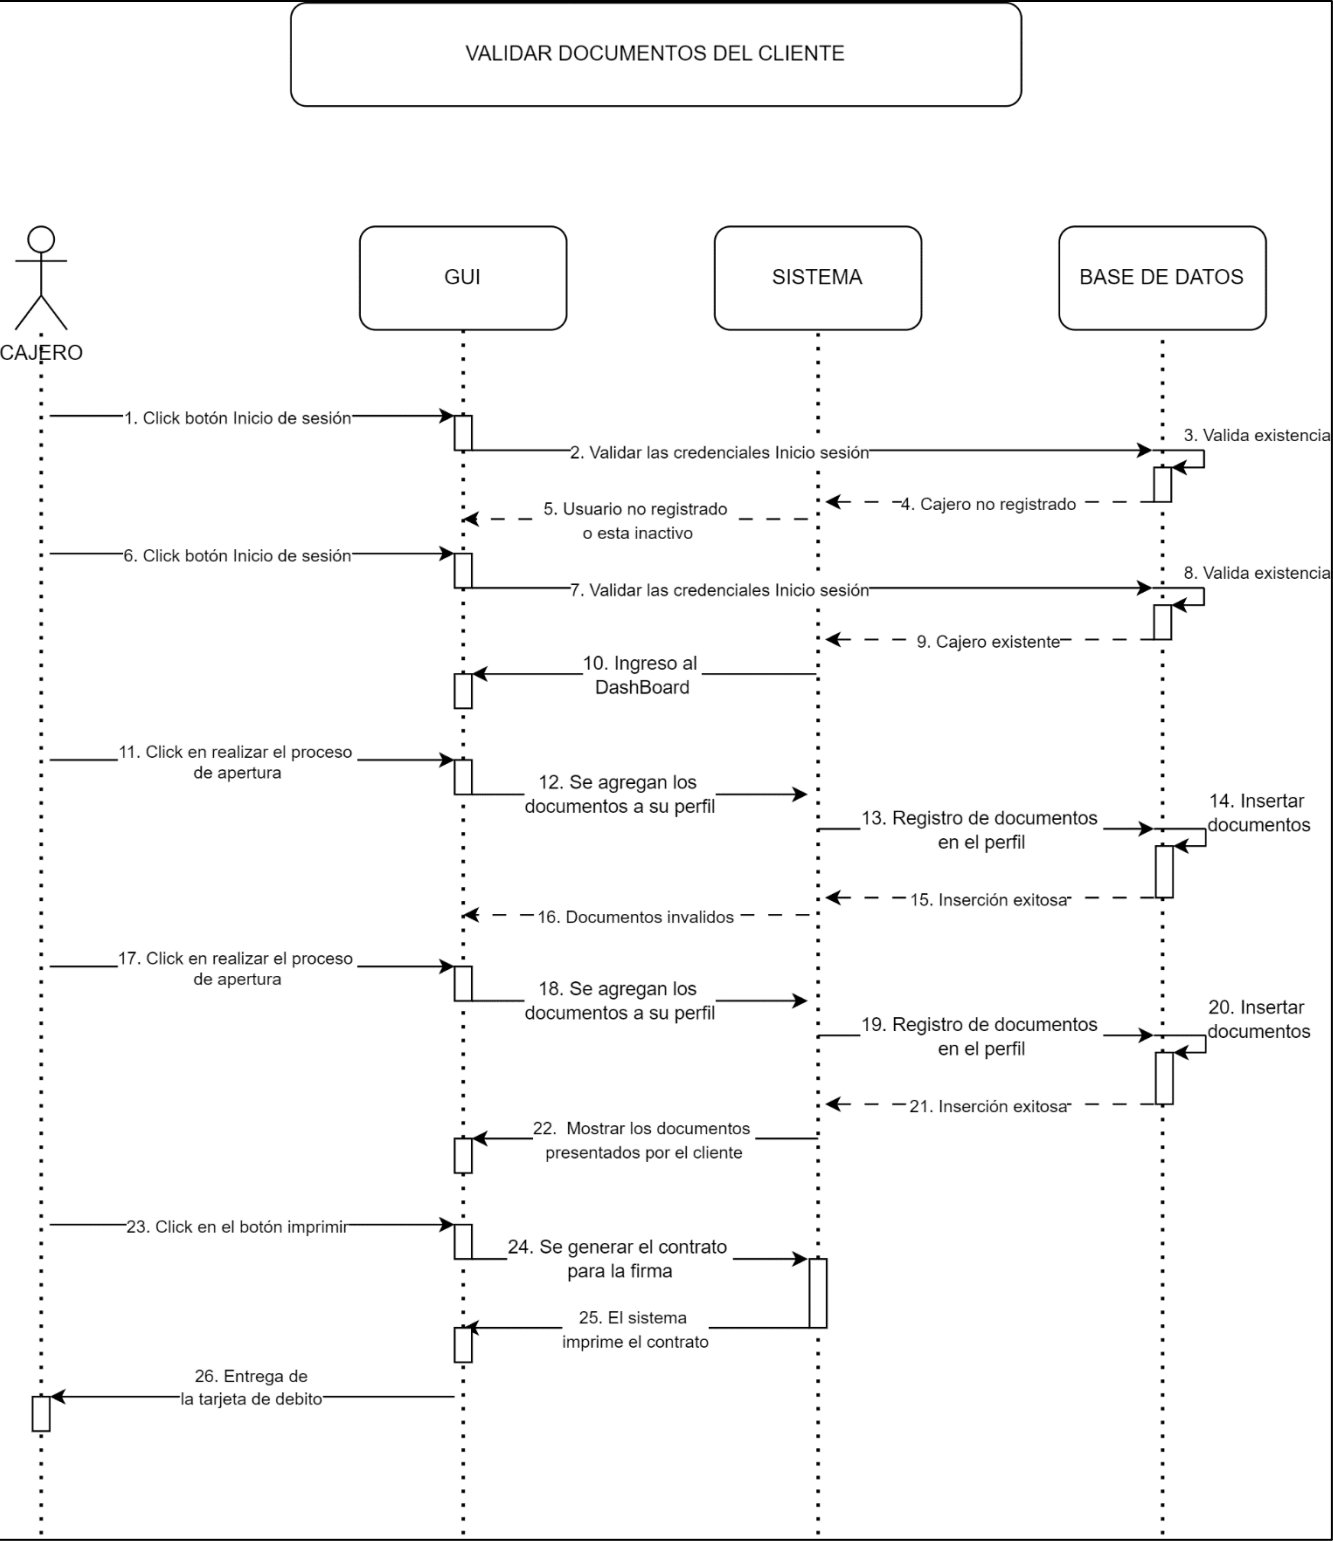 VALIDAR DOCUMENTOS DEL CLIENTE
GUI
SISTEMA
BASE DE DATOS
CAJERO
1. Click botón Inicio de sesión
3. Valida existencia
2. Validar las credenciales Inicio sesión
4. Cajero no registrado
5. Usuario no registrado
o esta inactivo
6. Click botón Inicio de sesión
8. Valida existencia
7. Validar las credenciales Inicio sesión
9. Cajero existente
10. Ingreso al
DashBoard
11. Click en realizar el proceso
de apertura
12. Se agregan los
documentos a su perfil
14. Insertar
documentos
13. Registro de documentos
en el perfil
15. Inserción exitosa
16. Documentos invalidos
17. Click en realizar el proceso
de apertura
18. Se agregan los
documentos a su perfil
20. Insertar
documentos
19. Registro de documentos
en el perfil
21. Inserción exitosa
22. Mostrar los documentos
presentados por el cliente
23. Click en el botón imprimir
24. Se generar el contrato
para la firma
25. El sistema
imprime el contrato
26. Entrega de
la tarjeta de debito